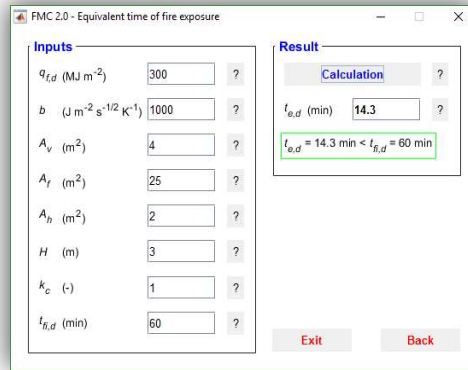 FMC 2.0 - Equivalent time of fire exposure
Inputs
q_f,d (MJ m^-2) 300 ?
b (J m^-2 s^-1/2 K^-1) 1000 ?
A_v (m^2) 4 ?
A_f (m^2) 25 ?
A_h (m^2) 2 ?
H (m) 3 ?
k_c (-) 1 ?
t_fi,d (min) 60 ?
Result
Calculation ?
t_e,d (min) 14.3 ?
t_e,d = 14.3 min < t_fi,d = 60 min
Exit Back